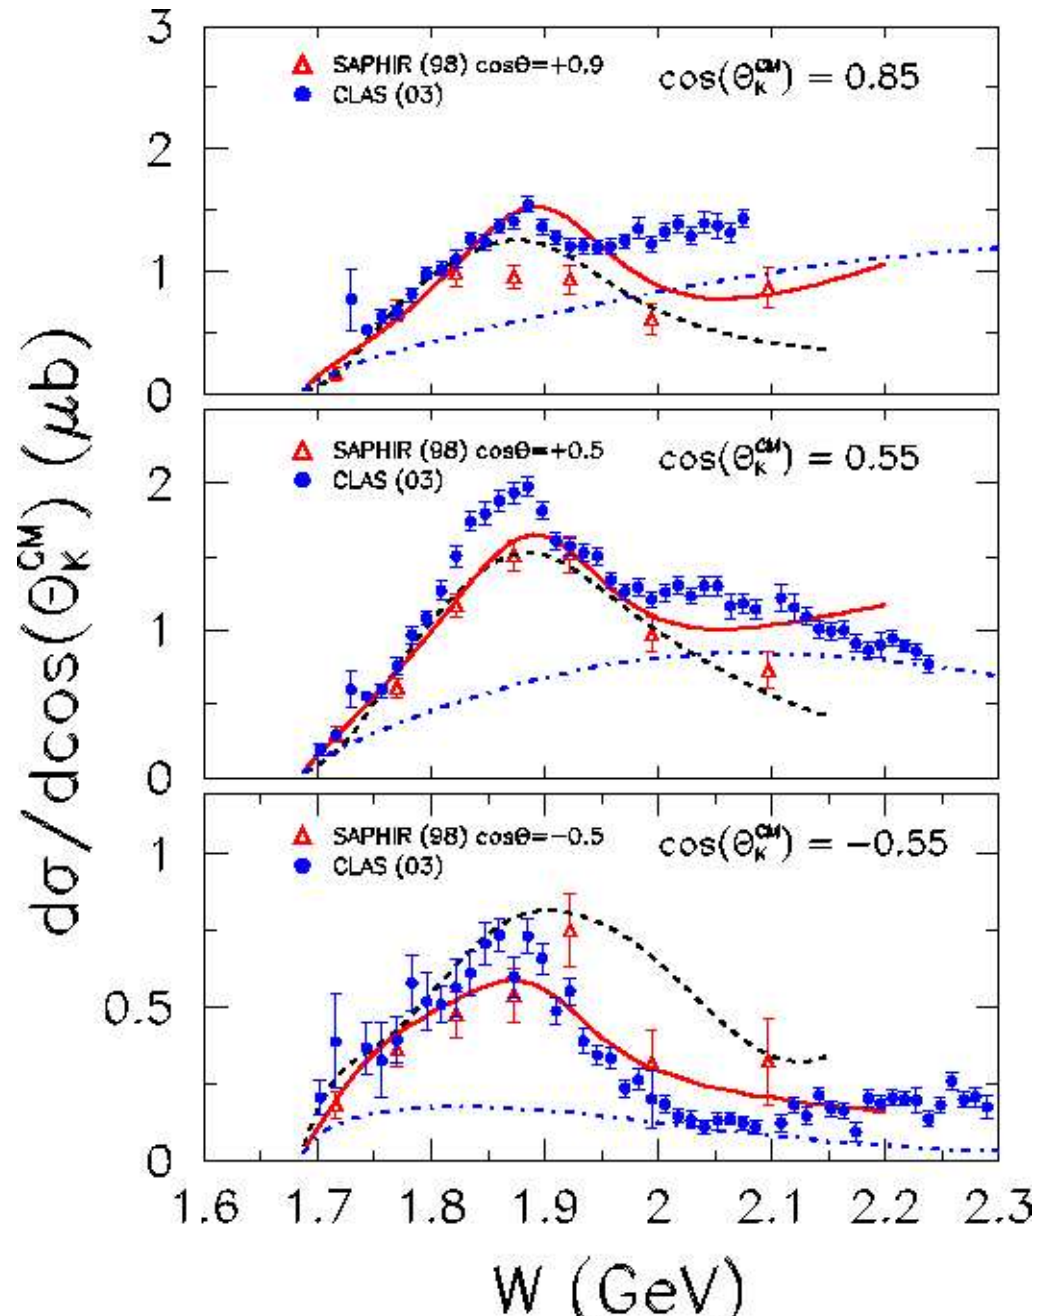 dσ/dcos(Θ_K^CM) (μb)
3
2
1
0
SAPHIR (98) cosθ=+0.9
CLAS (03)
cos(Θ_K^CM) = 0.85
2
1
0
SAPHIR (98) cosθ=+0.5
CLAS (03)
cos(Θ_K^CM) = 0.55
1
0.5
0
SAPHIR (98) cosθ=−0.5
CLAS (03)
cos(Θ_K^CM) = −0.55
1.6 1.7 1.8 1.9 2 2.1 2.2 2.3
W (GeV)